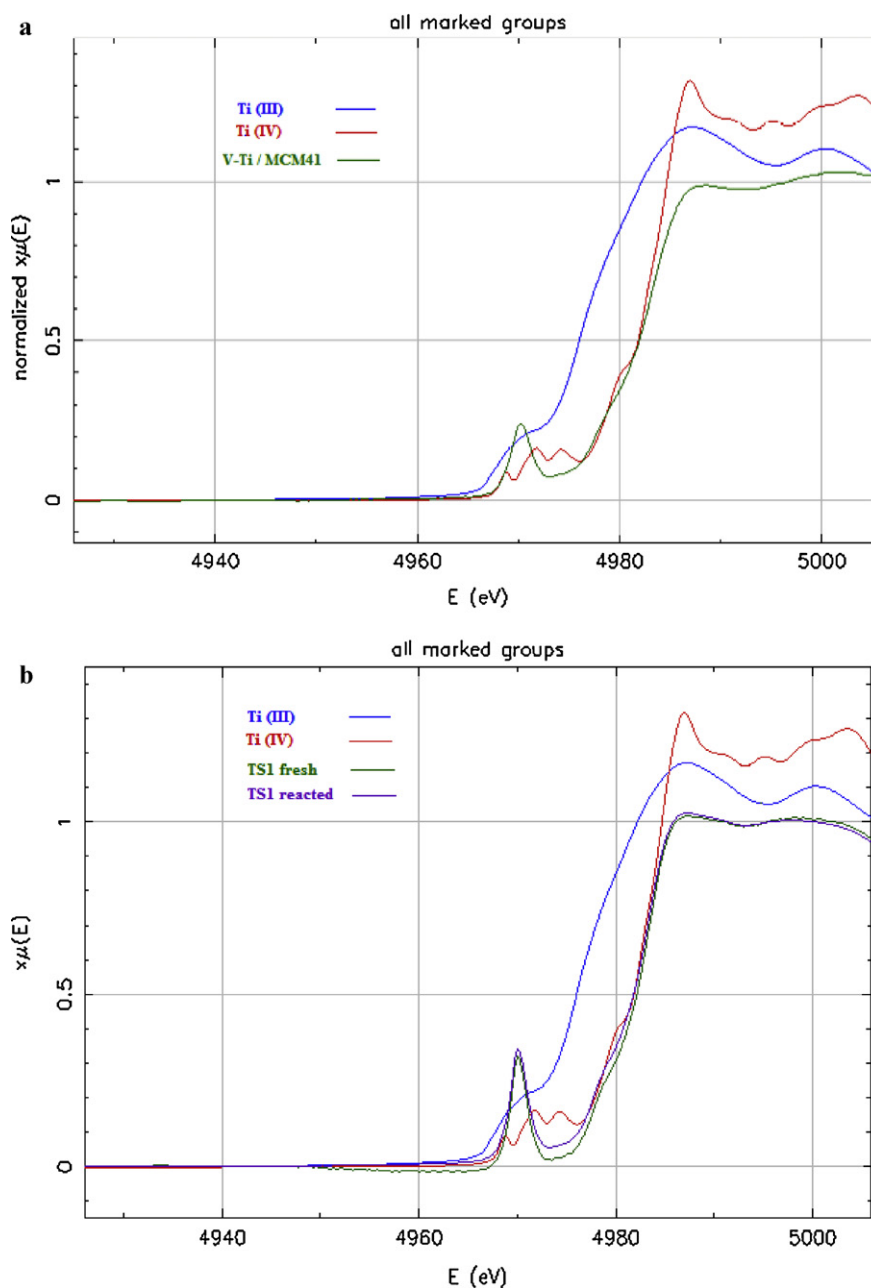 a
all marked groups
Ti (III)
Ti (IV)
V-Ti / MCM41
normalized xμ(E)
1
0.5
0
4940
4960
4980
5000
E (eV)
b
all marked groups
Ti (III)
Ti (IV)
TS1 fresh
TS1 reacted
xμ(E)
1
0.5
0
4940
4960
4980
5000
E (eV)